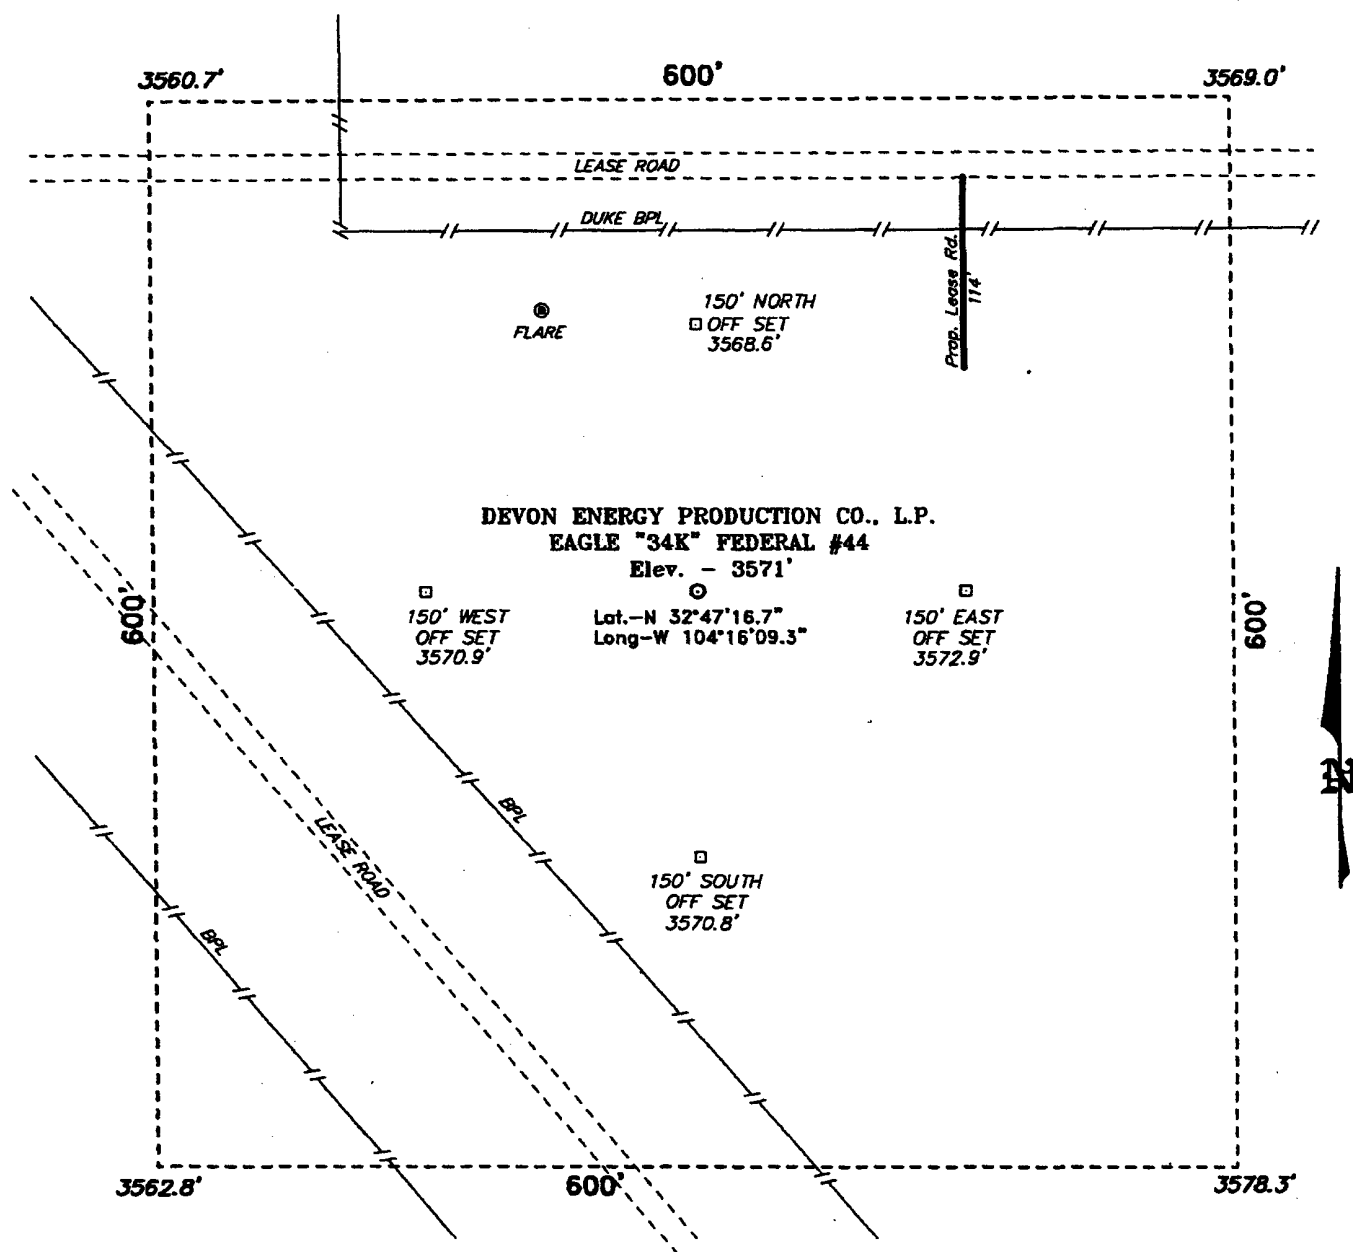 3560.7'
600'
3569.0'
LEASE ROAD
DUKE BPL
Prop. Lease Rd.
114'
FLARE
150' NORTH
OFF SET
3568.6'
DEVON ENERGY PRODUCTION CO., L.P.
EAGLE "34K" FEDERAL #44
Elev. - 3571'
Lat.-N 32°47'16.7"
Long-W 104°16'09.3"
150' WEST
OFF SET
3570.9'
150' EAST
OFF SET
3572.9'
600'
600'
N
BPL
LEASE ROAD
150' SOUTH
OFF SET
3570.8'
BPL
3562.8'
600'
3578.3'